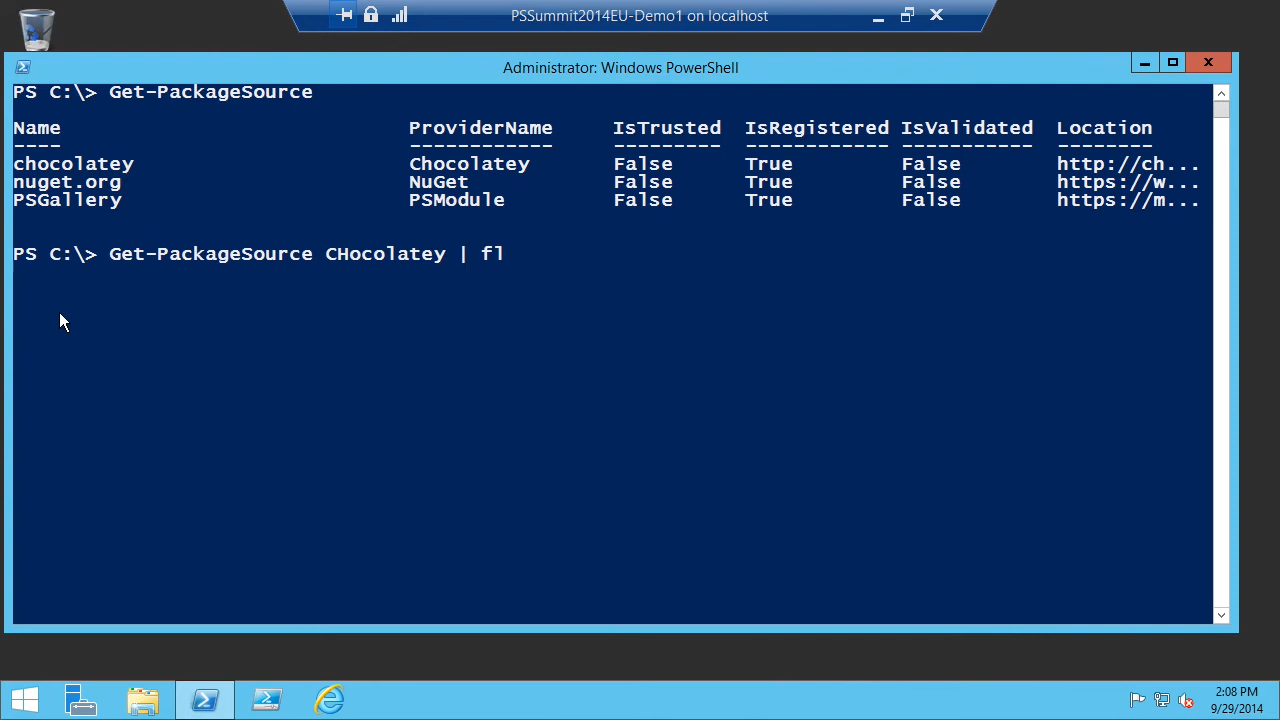 PSSummit2014EU-Demo1 on localhost
Administrator: Windows PowerShell
PS C:\> Get-PackageSource
Name ProviderName IsTrusted IsRegistered IsValidated Location
---- ------------ --------- ------------ ----------- --------
chocolatey Chocolatey False True False http://ch...
nuget.org NuGet False True False https://w...
PSGallery PSModule False True False https://m...
PS C:\> Get-PackageSource CHocolatey | fl
2:08 PM
9/29/2014